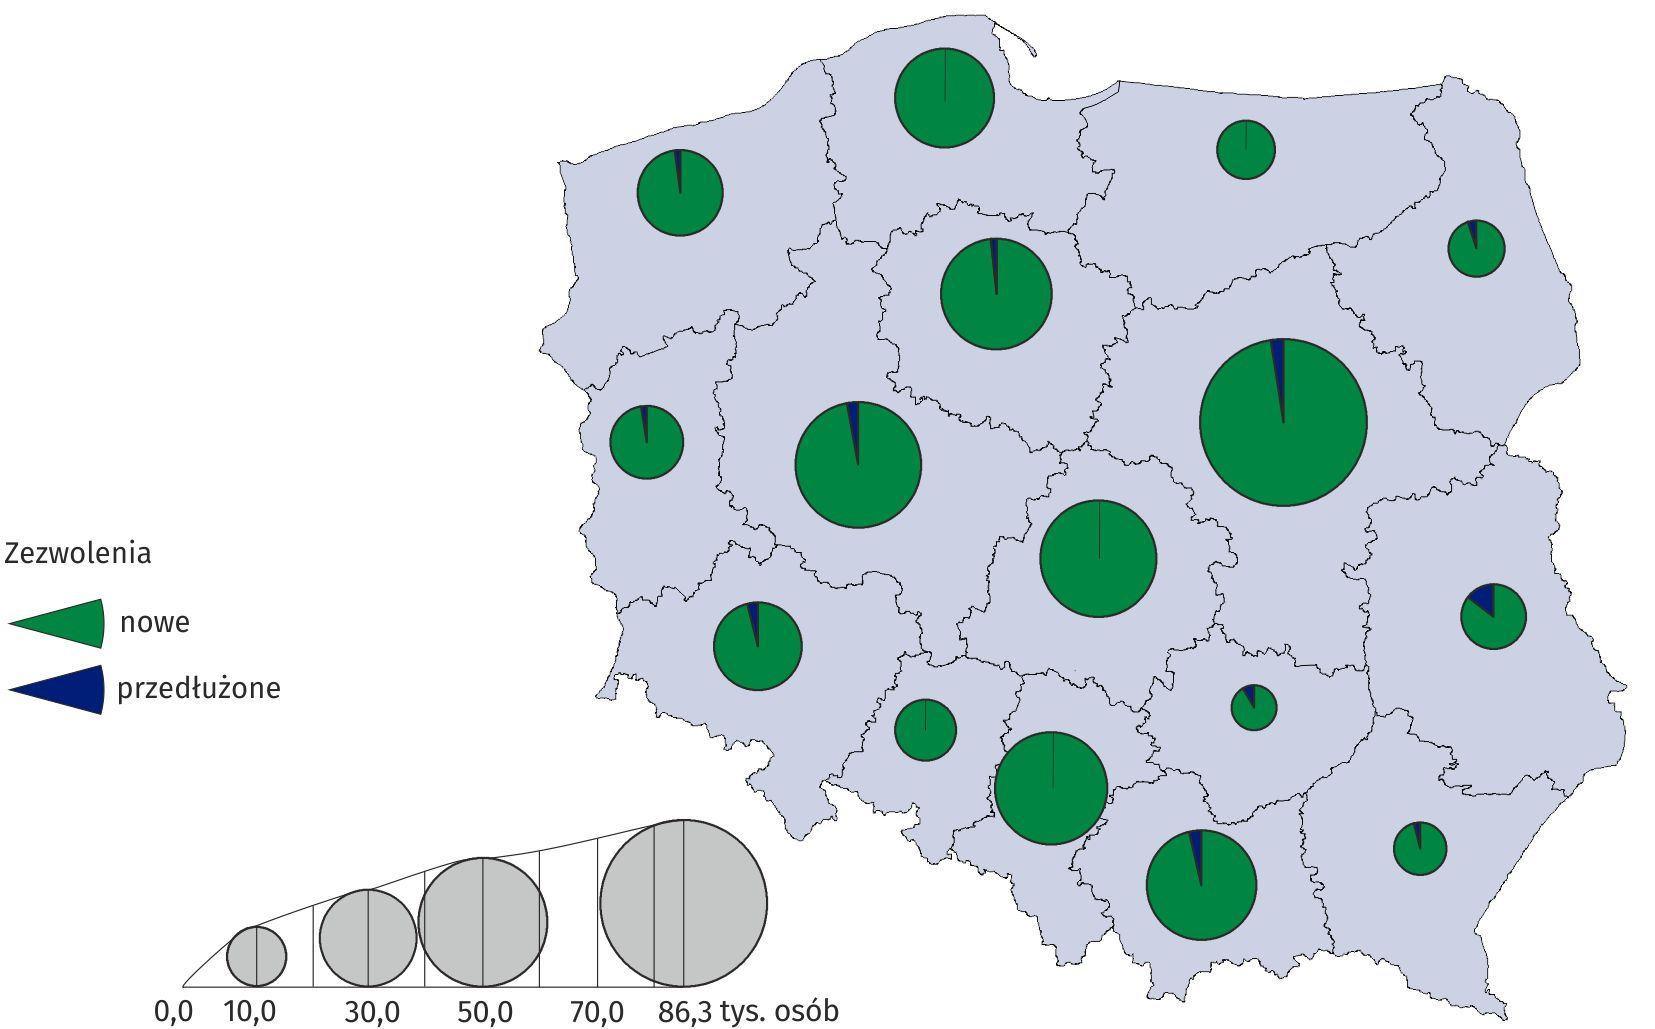 Zezwolenia
nowe
przedłużone
0,0 10,0 30,0 50,0 70,0 86,3 tys. osób